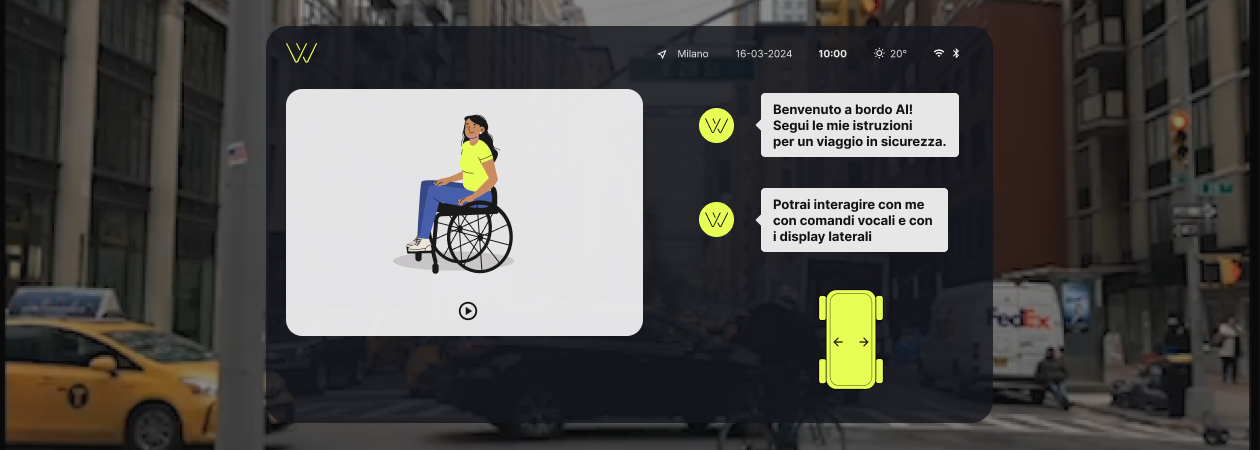 Milano 16-03-2024 10:00 20°
Benvenuto a bordo Al!
Segui le mie istruzioni
per un viaggio in sicurezza.
Potrai interagire con me
con comandi vocali e con
i display laterali
FedEx
T